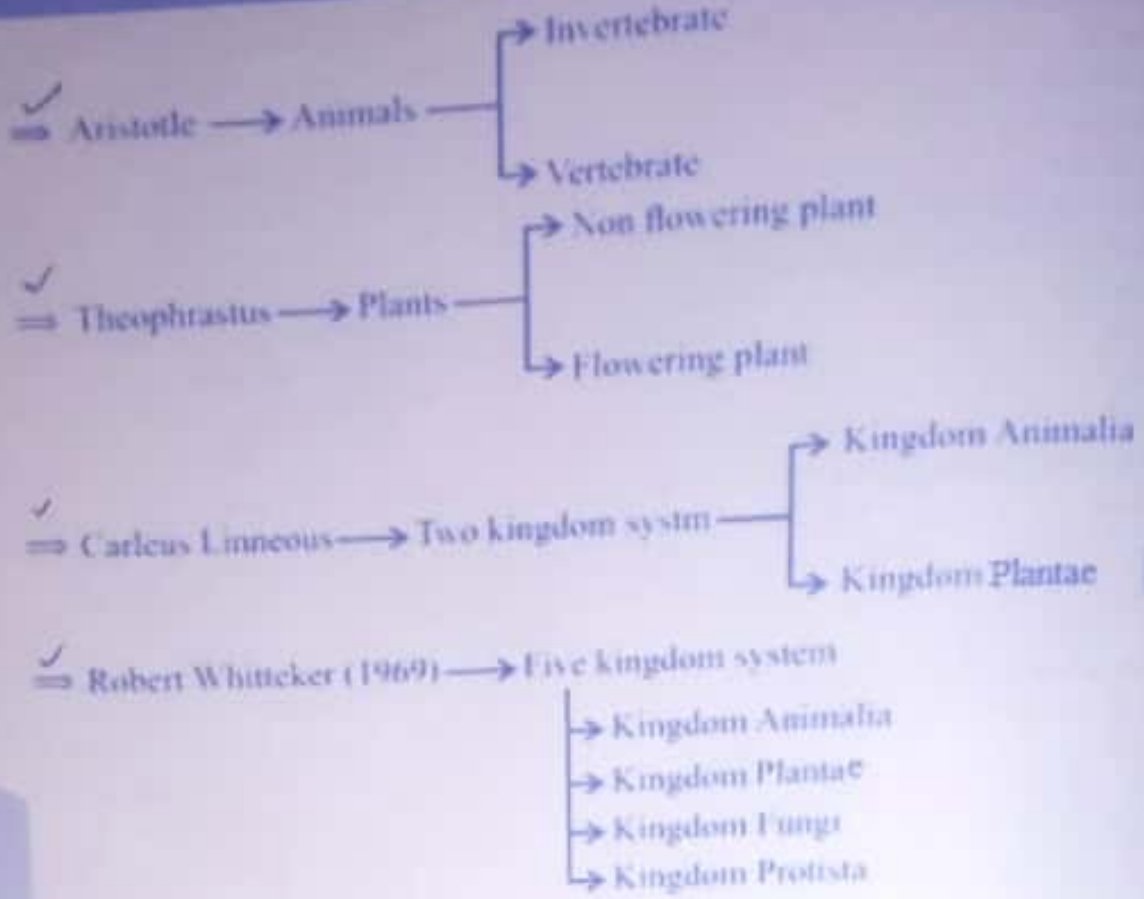 Invertebrate
Aristotle → Animals
Vertebrate
Non flowering plant
Theophrastus → Plants
Flowering plant
Kingdom Animalia
Carleus Linneous → Two kingdom systm
Kingdom Plantae
Robert Whitteker (1969) → Five kingdom system
Kingdom Animalia
Kingdom Plantae
Kingdom Fungi
Kingdom Protista